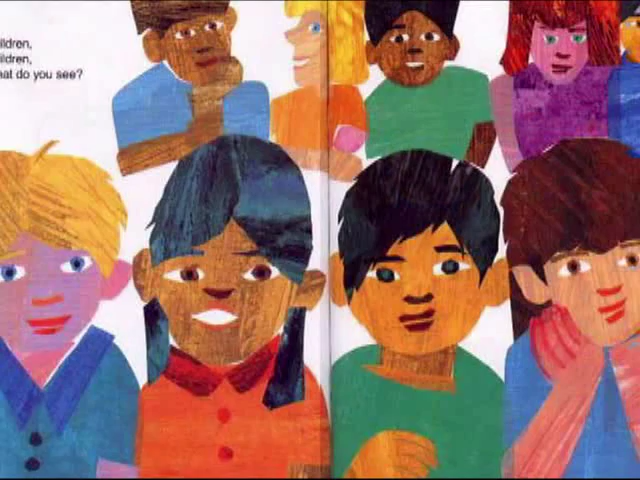 ildren,
ildren,
at do you see?